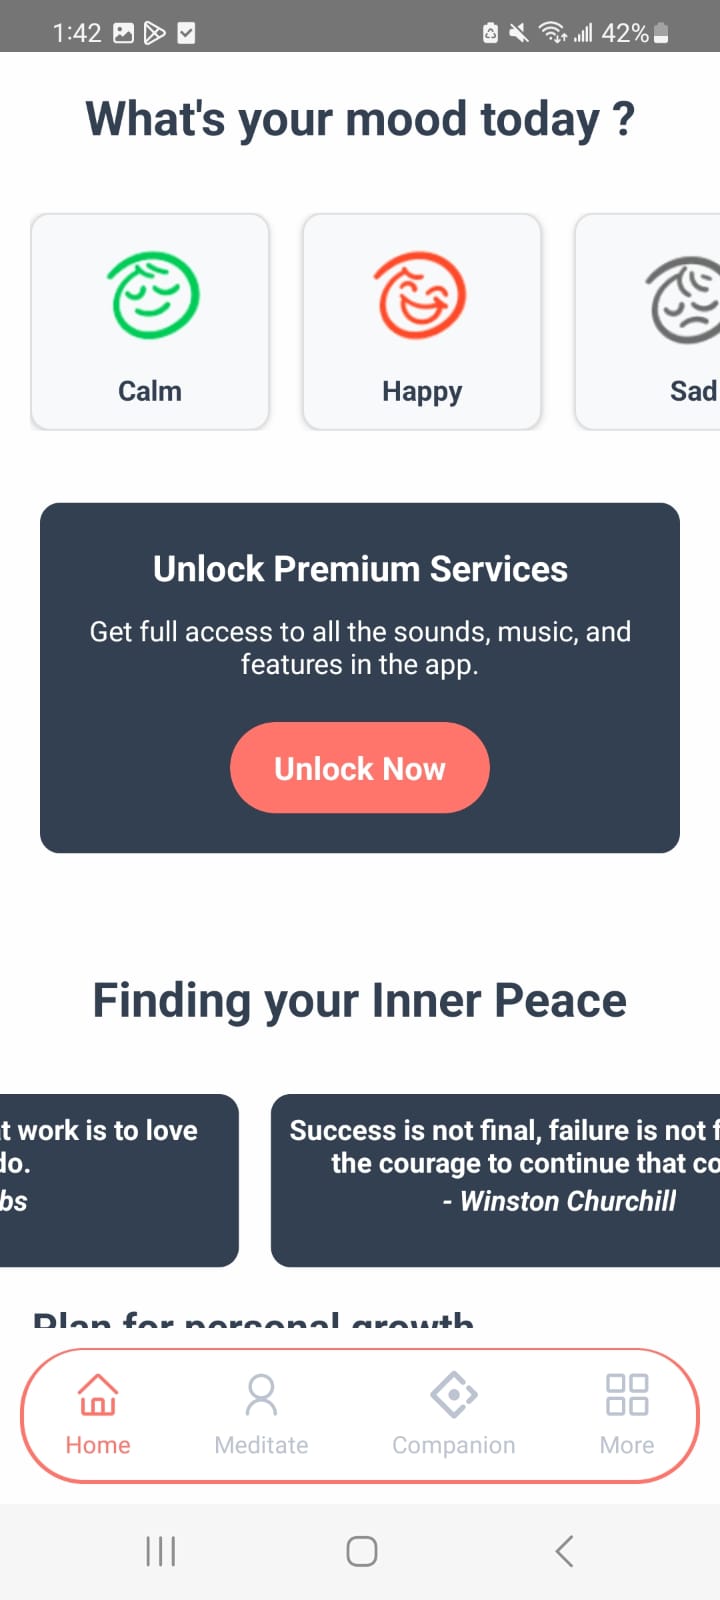 1:42
42%
What's your mood today ?
Calm
Happy
Sad
Unlock Premium Services
Get full access to all the sounds, music, and
features in the app.
Unlock Now
Finding your Inner Peace
t work is to love
do.
bs
Success is not final, failure is not f
the courage to continue that co
- Winston Churchill
Plan for personal growth
Home
Meditate
Companion
More